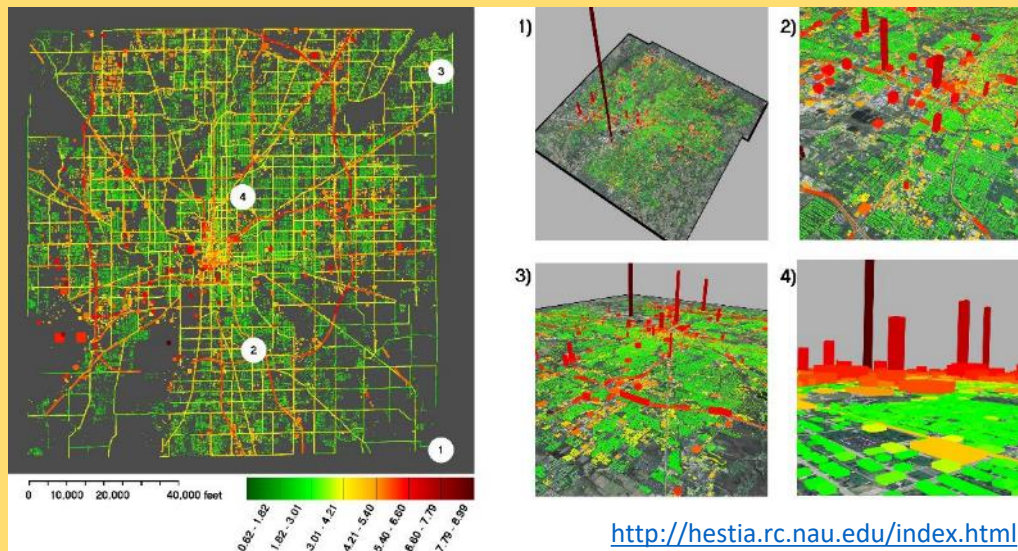 1)
2)
3
4
2
1
3)
4)
0 10,000 20,000 40,000 feet
0.62 - 1.82
1.82 - 3.01
3.01 - 4.21
4.21 - 5.40
5.40 - 6.60
6.60 - 7.79
7.79 - 8.99
http://hestia.rc.nau.edu/index.html